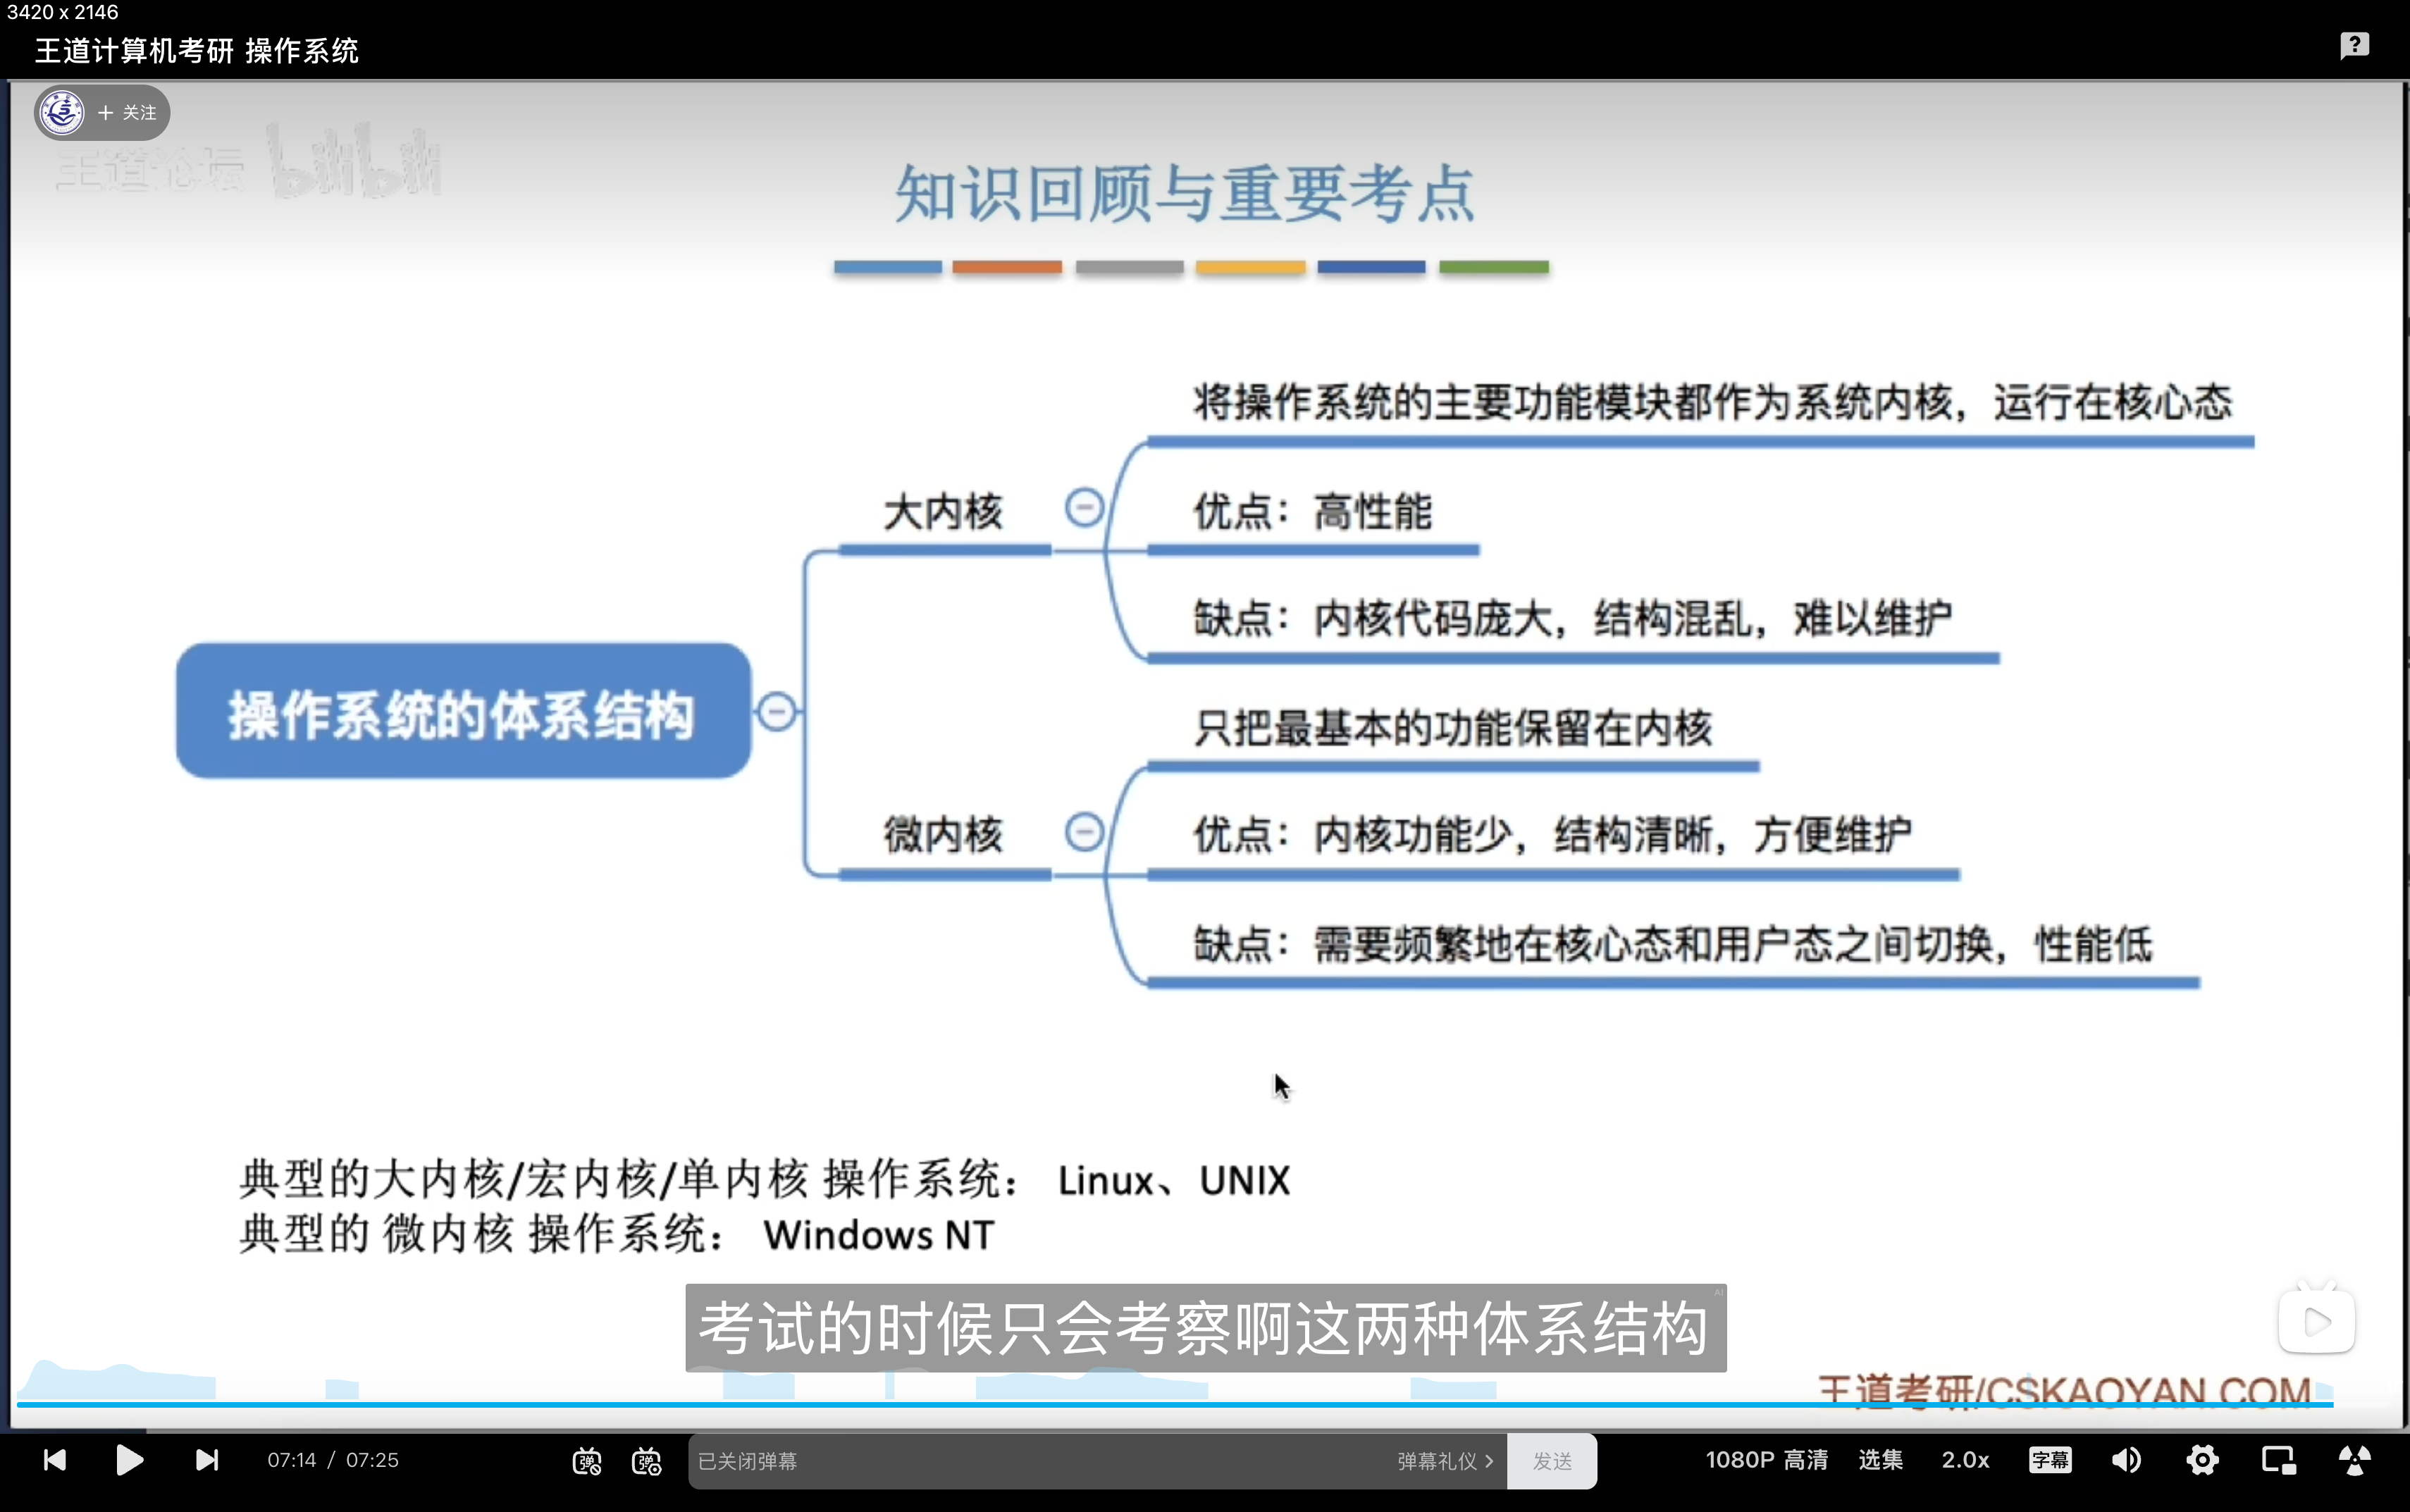 3420 x 2146
王道计算机考研 操作系统
+ 关注
王道论坛 bilibili
知识回顾与重要考点
将操作系统的主要功能模块都作为系统内核，运行在核心态
大内核
优点：高性能
缺点：内核代码庞大，结构混乱，难以维护
操作系统的体系结构
只把最基本的功能保留在内核
微内核
优点：内核功能少，结构清晰，方便维护
缺点：需要频繁地在核心态和用户态之间切换，性能低
典型的大内核/宏内核/单内核 操作系统： Linux、UNIX
典型的 微内核 操作系统： Windows NT
AI
考试的时候只会考察啊这两种体系结构
王道考研/CSKAOYAN.COM
07:14 / 07:25
弹
弹
已关闭弹幕
弹幕礼仪 >
发送
1080P 高清
选集
2.0x
字幕